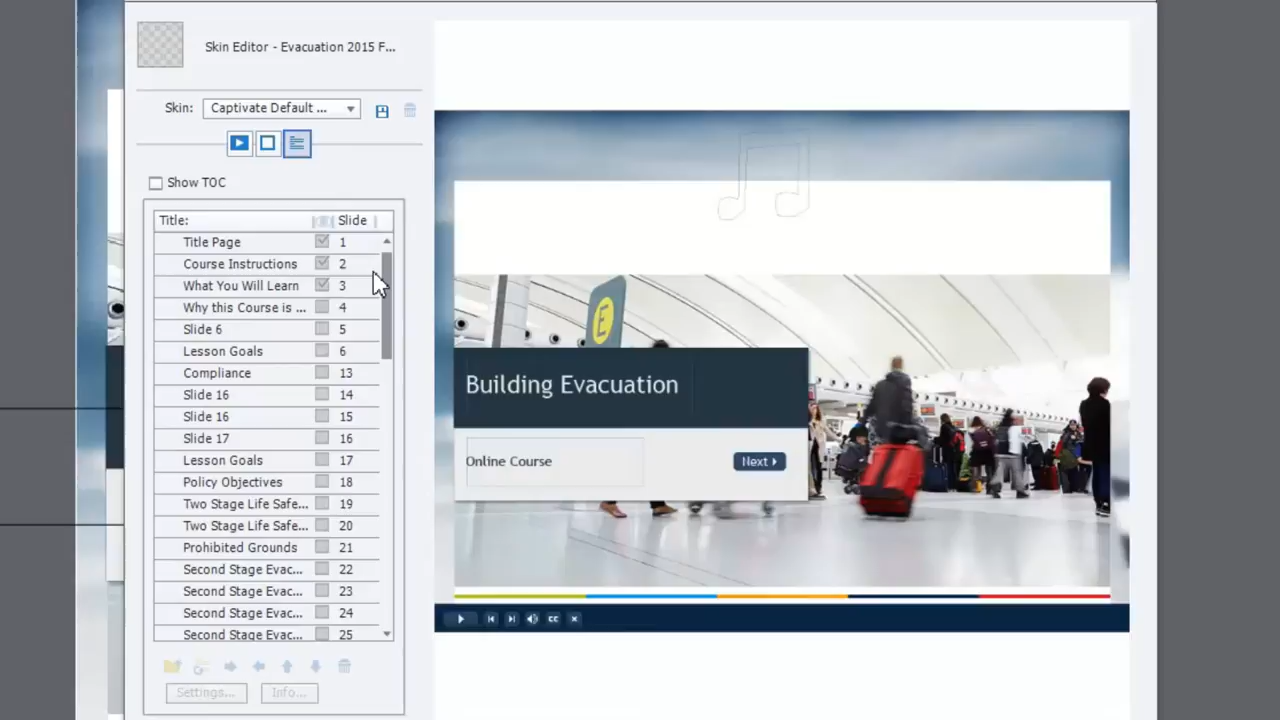 Skin Editor - Evacuation 2015 F...
Skin: Captivate Default ...
Show TOC
Title: Slide
Title Page 1
Course Instructions 2
What You Will Learn 3
Why this Course is ... 4
Slide 6 5
Lesson Goals 6
Compliance 13
Slide 16 14
Slide 16 15
Slide 17 16
Lesson Goals 17
Policy Objectives 18
Two Stage Life Safe... 19
Two Stage Life Safe... 20
Prohibited Grounds 21
Second Stage Evac... 22
Second Stage Evac... 23
Second Stage Evac... 24
Second Stage Evac... 25
Settings... Info...
E
Building Evacuation
Online Course
Next
CC